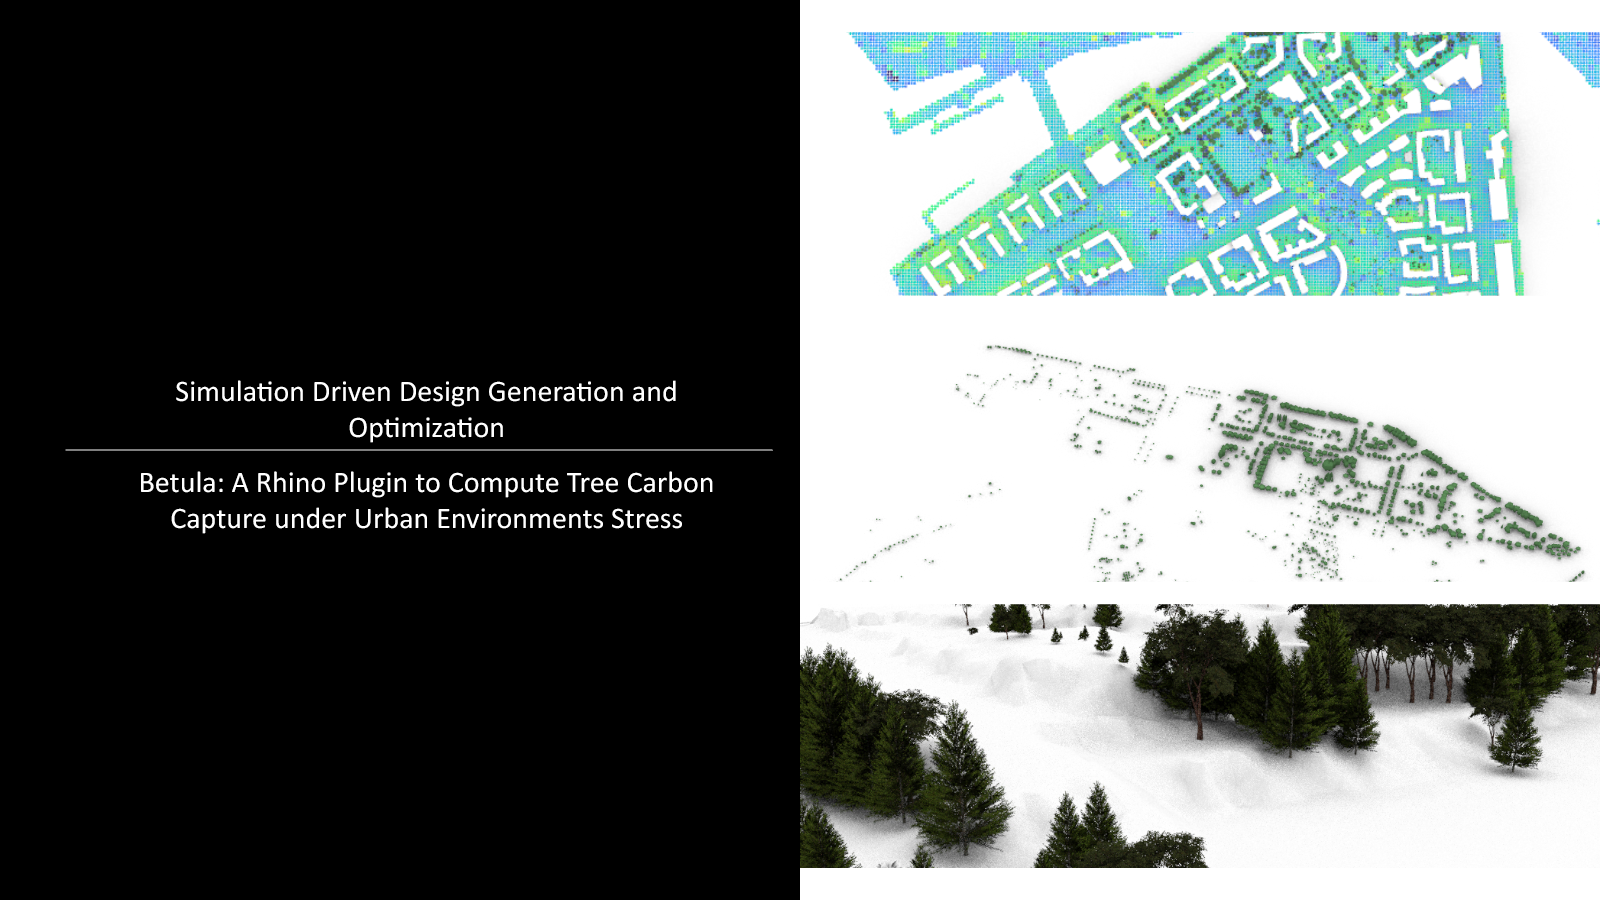 Simulation Driven Design Generation and
Optimization
Betula: A Rhino Plugin to Compute Tree Carbon
Capture under Urban Environments Stress